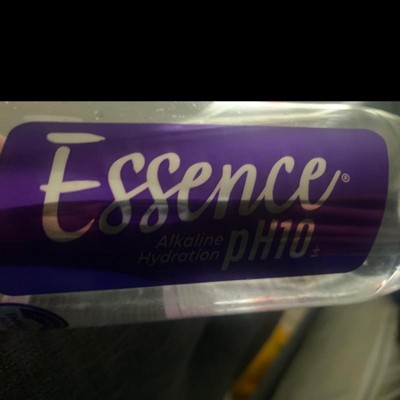 Essence®
Alkaline
Hydration pH10±